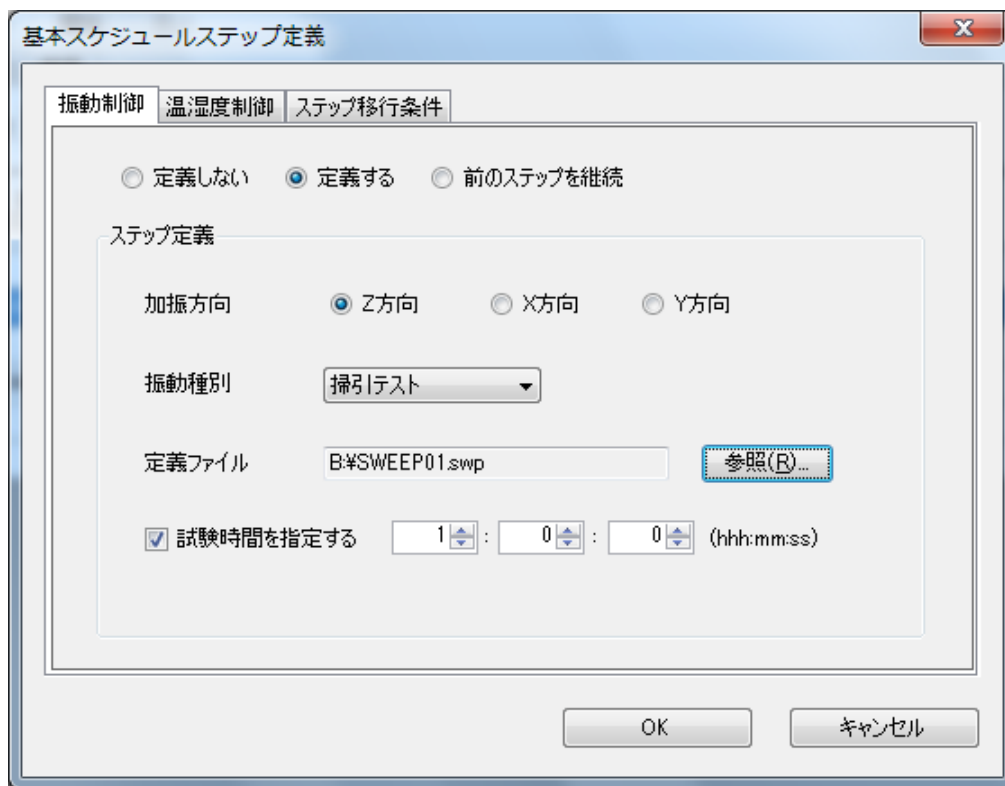 基本スケジュールステップ定義
振動制御 温湿度制御 ステップ移行条件
定義しない 定義する 前のステップを継続
ステップ定義
加振方向 Z方向 X方向 Y方向
振動種別 掃引テスト
定義ファイル B:¥SWEEP01.swp 参照(R)...
試験時間を指定する 1 : 0 : 0 (hhh:mm:ss)
OK キャンセル